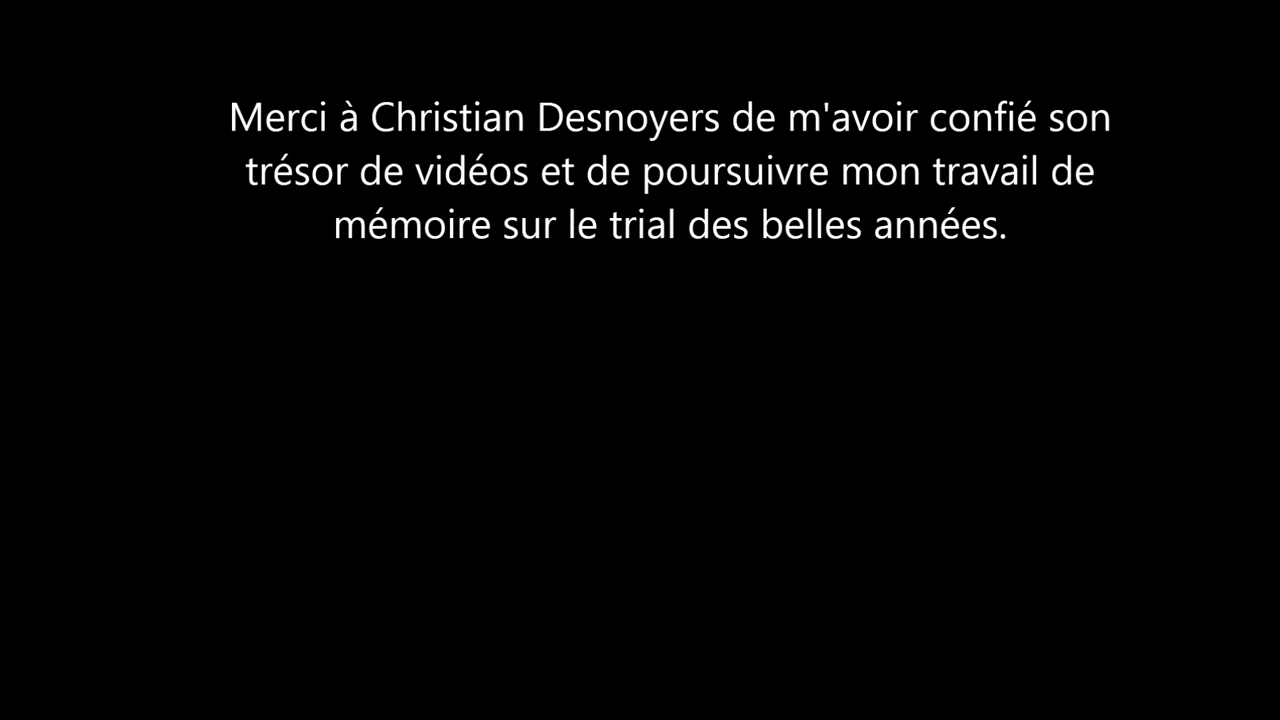 Merci à Christian Desnoyers de m'avoir confié son
trésor de vidéos et de poursuivre mon travail de
mémoire sur le trial des belles années.